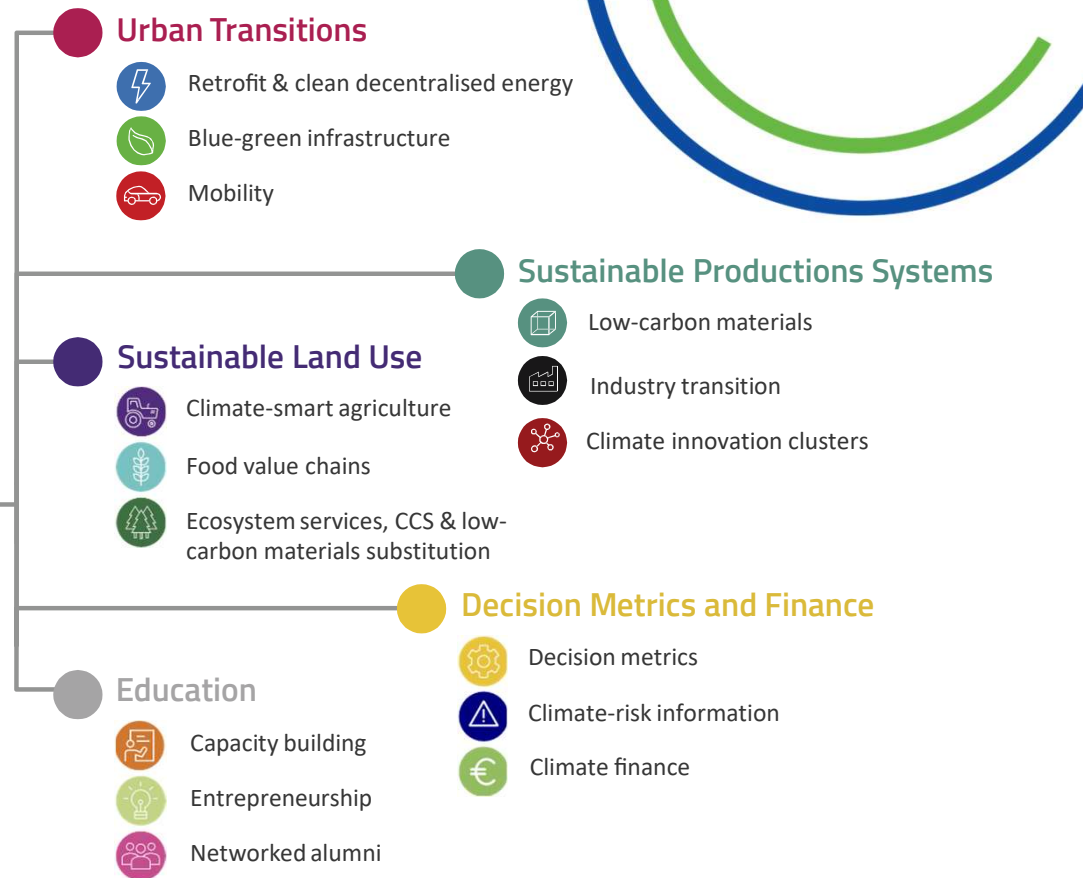 Urban Transitions
Retrofit & clean decentralised energy
Blue-green infrastructure
Mobility
Sustainable Productions Systems
Low-carbon materials
Industry transition
Climate innovation clusters
Sustainable Land Use
Climate-smart agriculture
Food value chains
Ecosystem services, CCS & low-
carbon materials substitution
Decision Metrics and Finance
Decision metrics
Climate-risk information
€ Climate finance
Education
Capacity building
Entrepreneurship
Networked alumni